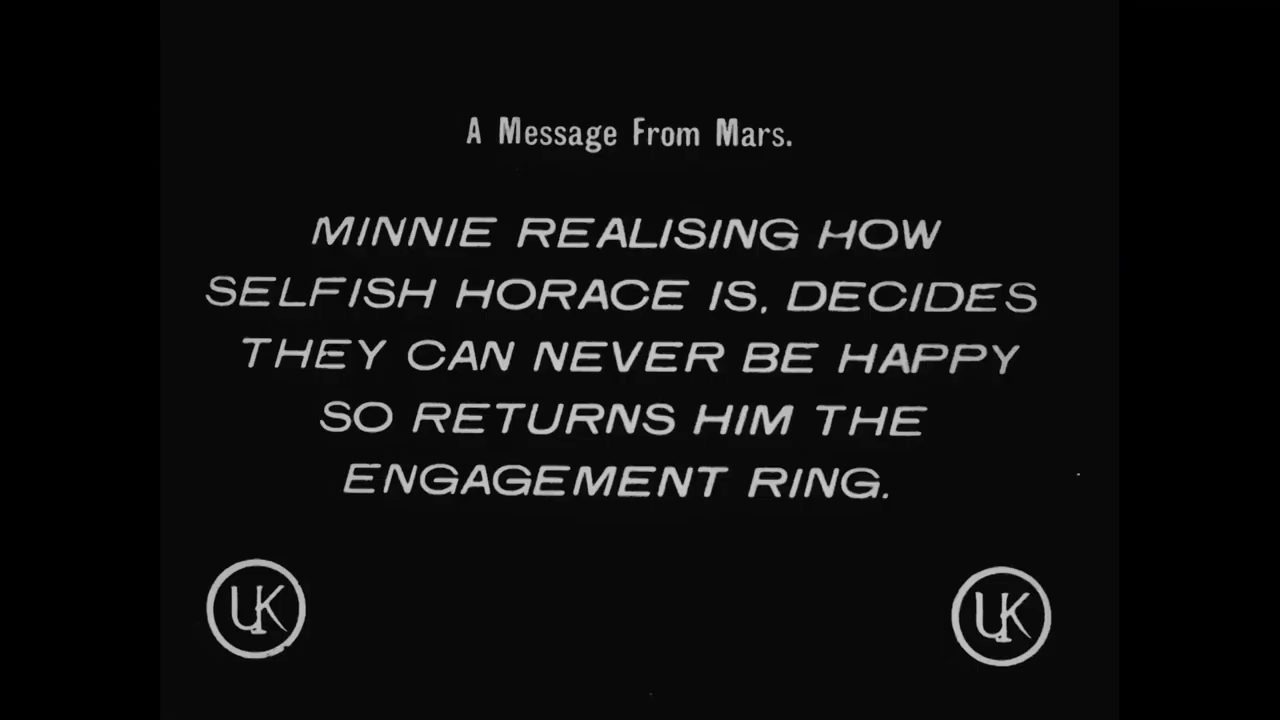 A Message From Mars.
MINNIE REALISING HOW
SELFISH HORACE IS, DECIDES
THEY CAN NEVER BE HAPPY
SO RETURNS HIM THE
ENGAGEMENT RING.
UK UK